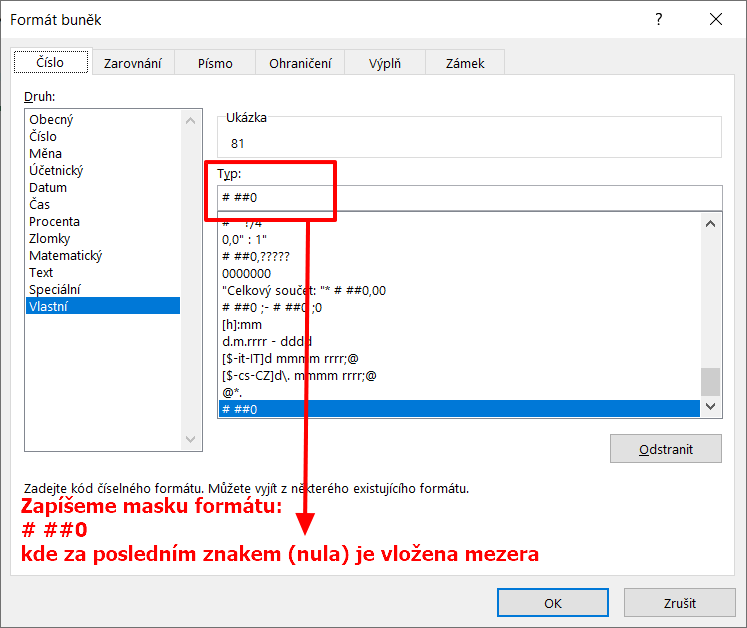 Formát buněk
?
Číslo
Zarovnání
Písmo
Ohraničení
Výplň
Zámek
Druh:
Obecný
Číslo
Měna
Účetnický
Datum
Čas
Procenta
Zlomky
Matematický
Text
Speciální
Vlastní
Ukázka
81
Typ:
# ##0
0,0" : 1"
# ##0,?????
0000000
"Celkový součet: "* # ##0,00
# ##0 ;- # ##0 ;0
[h]:mm
d.m.rrrr - dddd
[$-it-IT]d mmmm rrrr;@
[$-cs-CZ]d\. mmmm rrrr;@
@*.
# ##0
Odstranit
Zadejte kód číselného formátu. Můžete vyjít z některého existujícího formátu.
Zapíšeme masku formátu:
# ##0
kde za posledním znakem (nula) je vložena mezera
OK
Zrušit